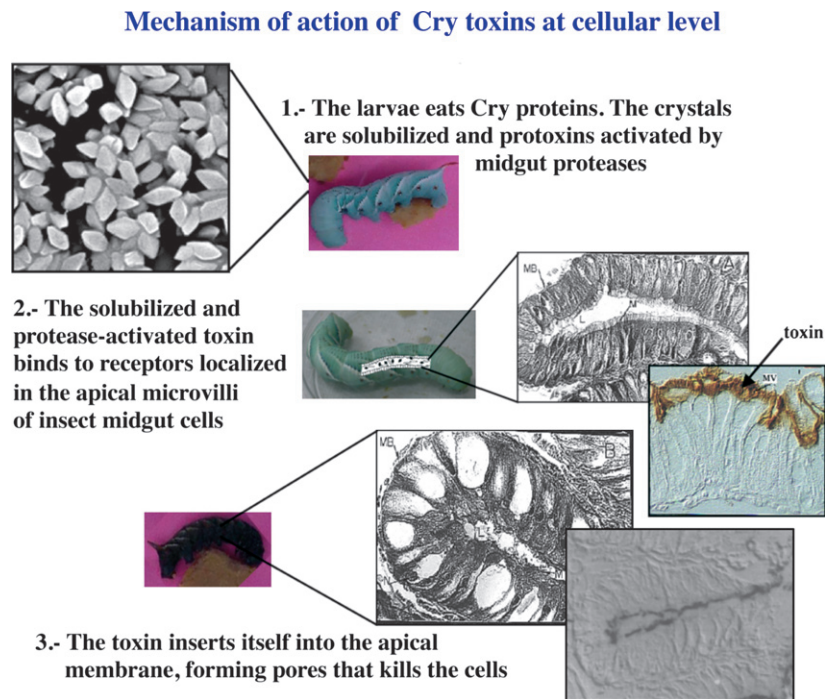 Mechanism of action of Cry toxins at cellular level
1.- The larvae eats Cry proteins. The crystals
are solubilized and protoxins activated by
midgut proteases
2.- The solubilized and
protease-activated toxin
binds to receptors localized
in the apical microvilli
of insect midgut cells
MB
A
M
L
toxin
MV
MB
B
L
M
3.- The toxin inserts itself into the apical
membrane, forming pores that kills the cells